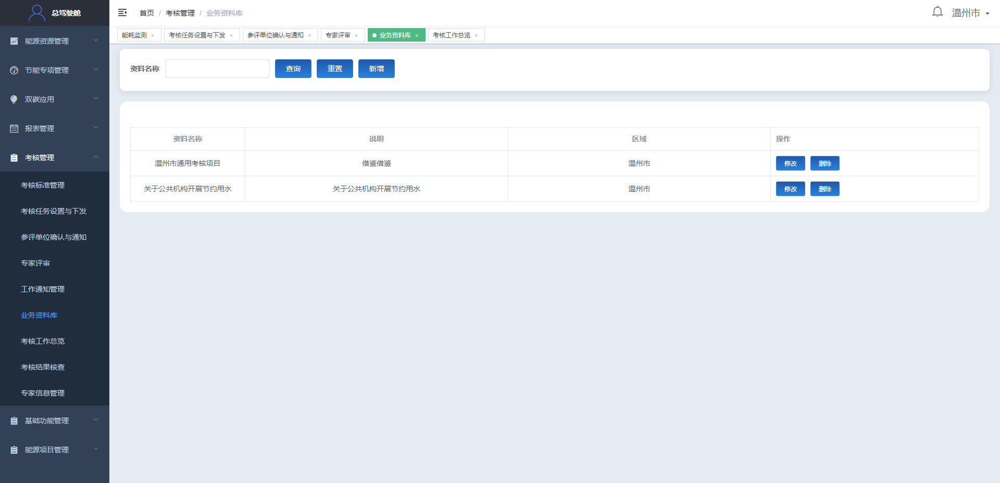 总驾驶舱
首页 / 考核管理 / 业务资料库
温州市
能耗监测 × 考核任务设置与下发 × 参评单位确认与通知 × 专家评审 × 业务资料库 × 考核工作总览 ×
能源资源管理
节能专项管理
双碳应用
报表管理
考核管理
考核标准管理
考核任务设置与下发
参评单位确认与通知
专家评审
工作通知管理
业务资料库
考核工作总览
考核结果核查
专家信息管理
基础功能管理
能源项目管理
资料名称 查询 重置 新增
资料名称 说明 区域 操作
温州市通用考核项目 借鉴借鉴 温州市 修改 删除
关于公共机构开展节约用水 关于公共机构开展节约用水 温州市 修改 删除